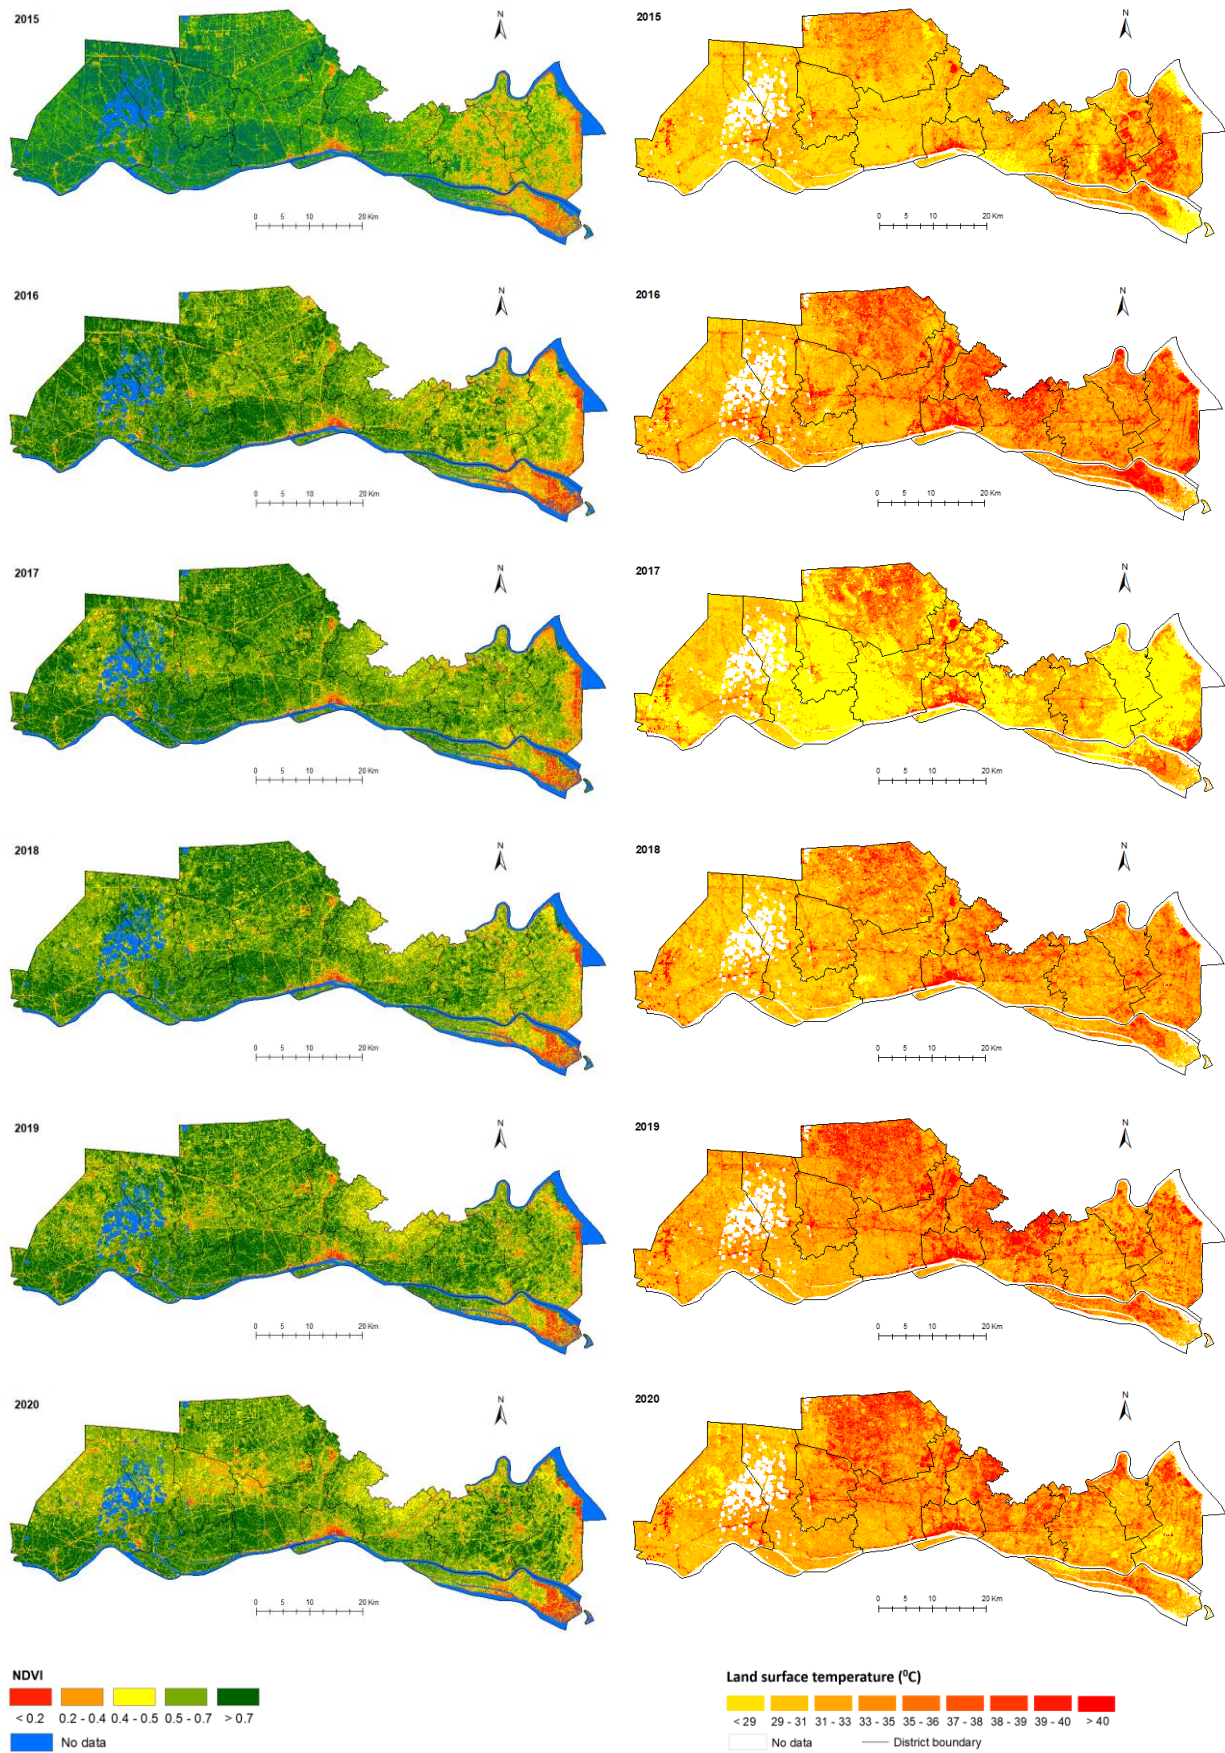 2015
N
0 5 10 20 Km
2015
N
0 5 10 20 Km
2016
N
0 5 10 20 Km
2016
N
0 5 10 20 Km
2017
N
0 5 10 20 Km
2017
N
0 5 10 20 Km
2018
N
0 5 10 20 Km
2018
N
0 5 10 20 Km
2019
N
0 5 10 20 Km
2019
N
0 5 10 20 Km
2020
N
0 5 10 20 Km
2020
N
0 5 10 20 Km
NDVI
< 0.2 0.2 - 0.4 0.4 - 0.5 0.5 - 0.7 > 0.7
No data
Land surface temperature (⁰C)
< 29 29 - 31 31 - 33 33 - 35 35 - 36 37 - 38 38 - 39 39 - 40 > 40
No data District boundary